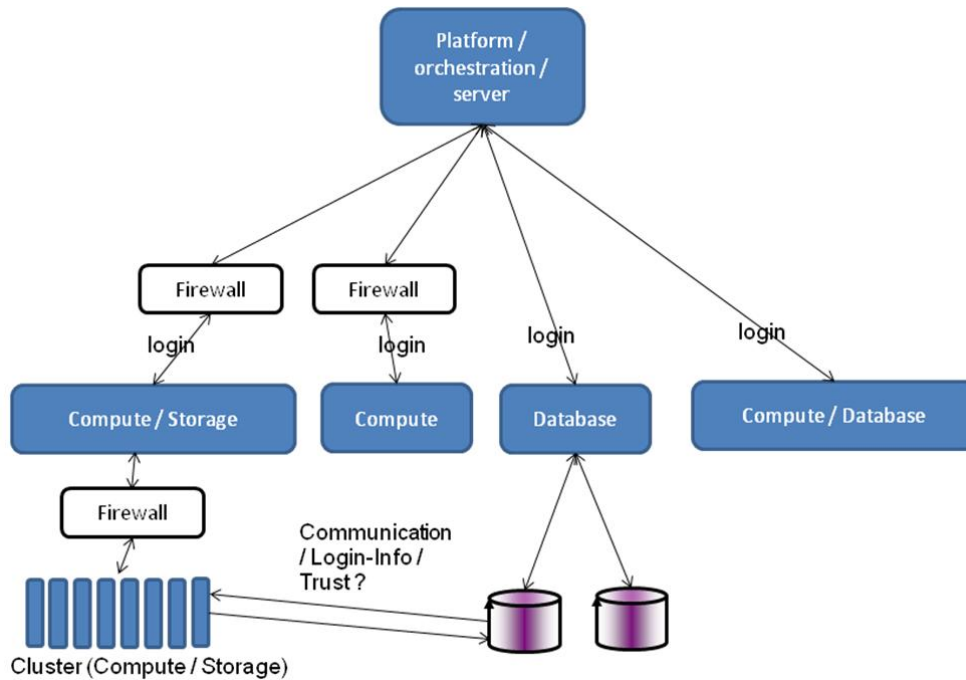 Platform /
orchestration /
server
Firewall
Firewall
login
login
login
login
Compute / Storage
Compute
Database
Compute / Database
Firewall
Communication
/ Login-Info /
Trust ?
Cluster (Compute / Storage)